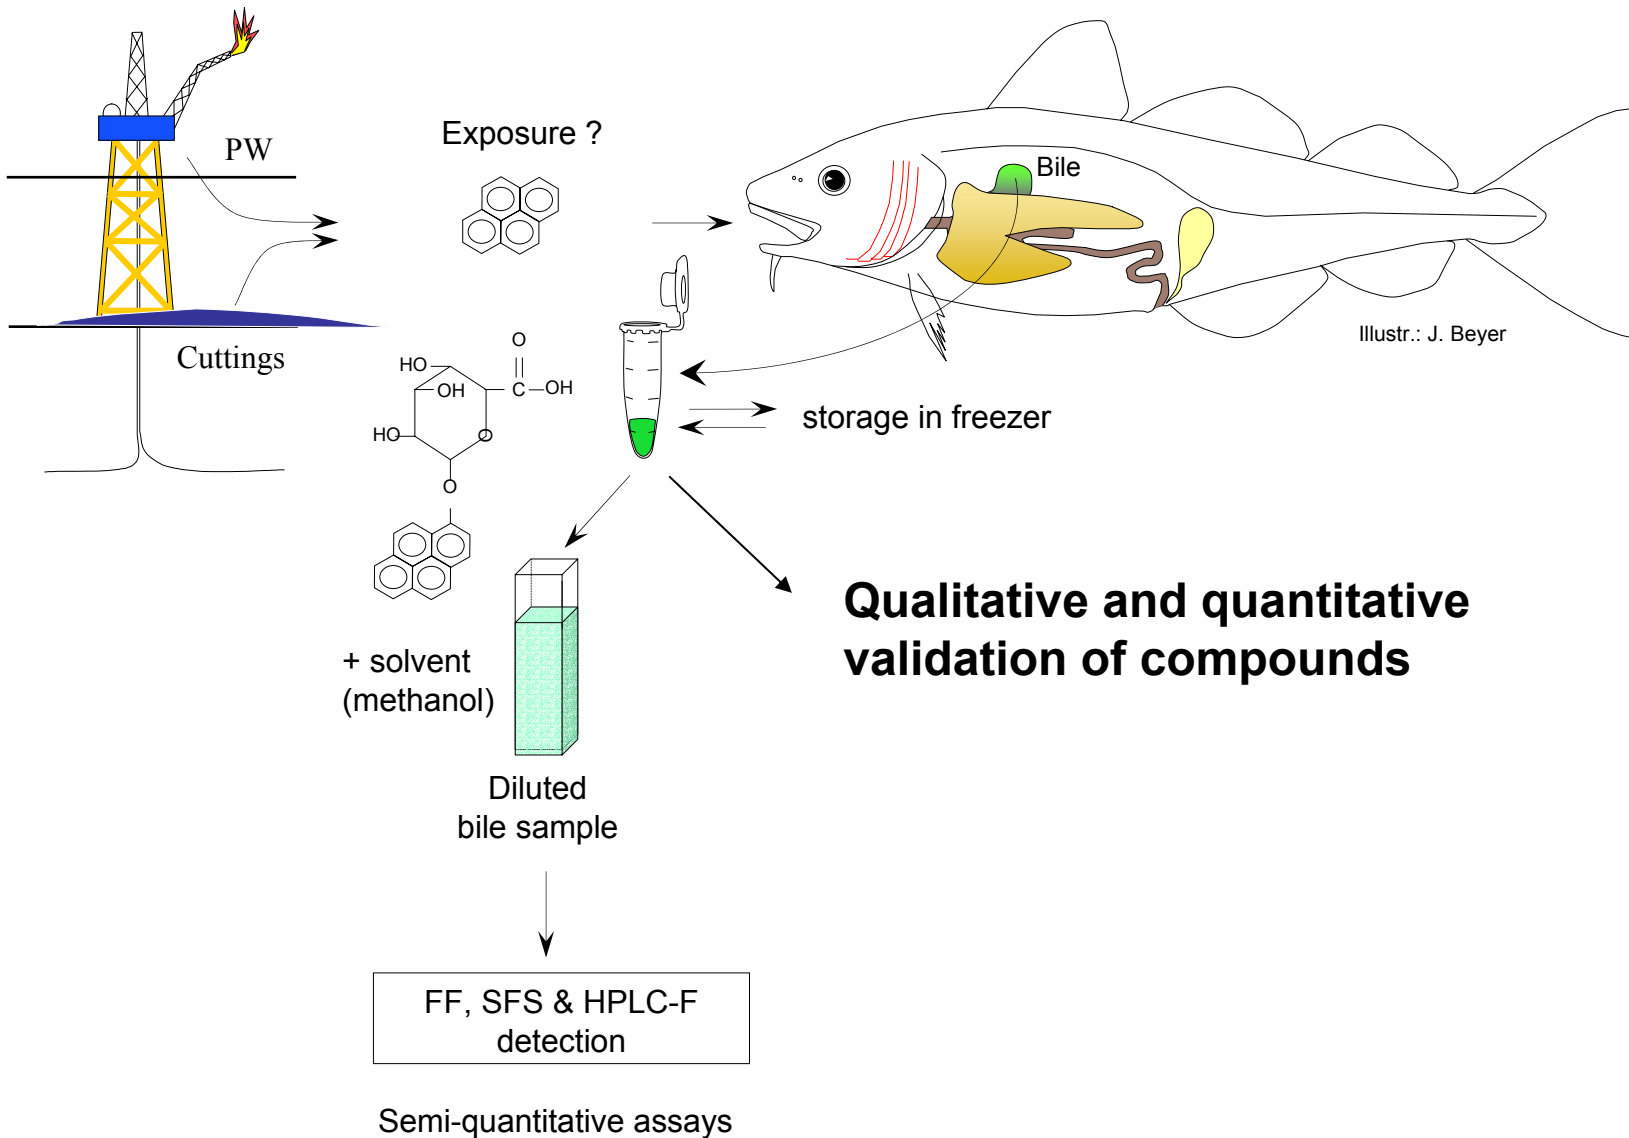 PW
Exposure ?
Bile
Illustr.: J. Beyer
Cuttings
O
HO
OH
C
OH
HO
O
O
storage in freezer
Qualitative and quantitative
validation of compounds
+ solvent
(methanol)
Diluted
bile sample
FF, SFS & HPLC-F
detection
Semi-quantitative assays